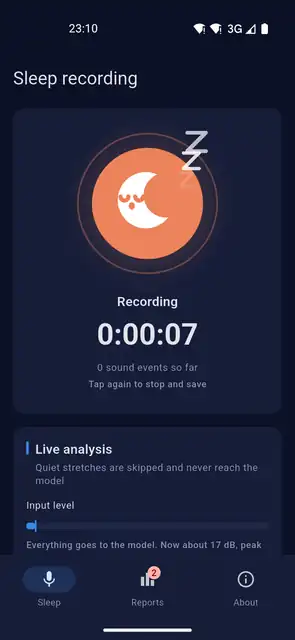 23:10
3G
Sleep recording
Recording
0:00:07
0 sound events so far
Tap again to stop and save
Live analysis
Quiet stretches are skipped and never reach the
model
Input level
Everything goes to the model. Now about 17 dB, peak
2
Sleep
Reports
About